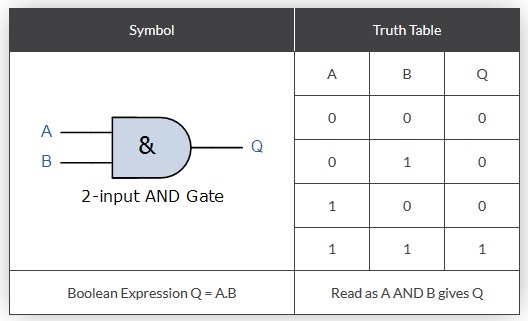 Symbol Truth Table
A B Q
0 0 0
A
&
Q
B
0 1 0
2-input AND Gate
1 0 0
1 1 1
Boolean Expression Q = A.B Read as A AND B gives Q